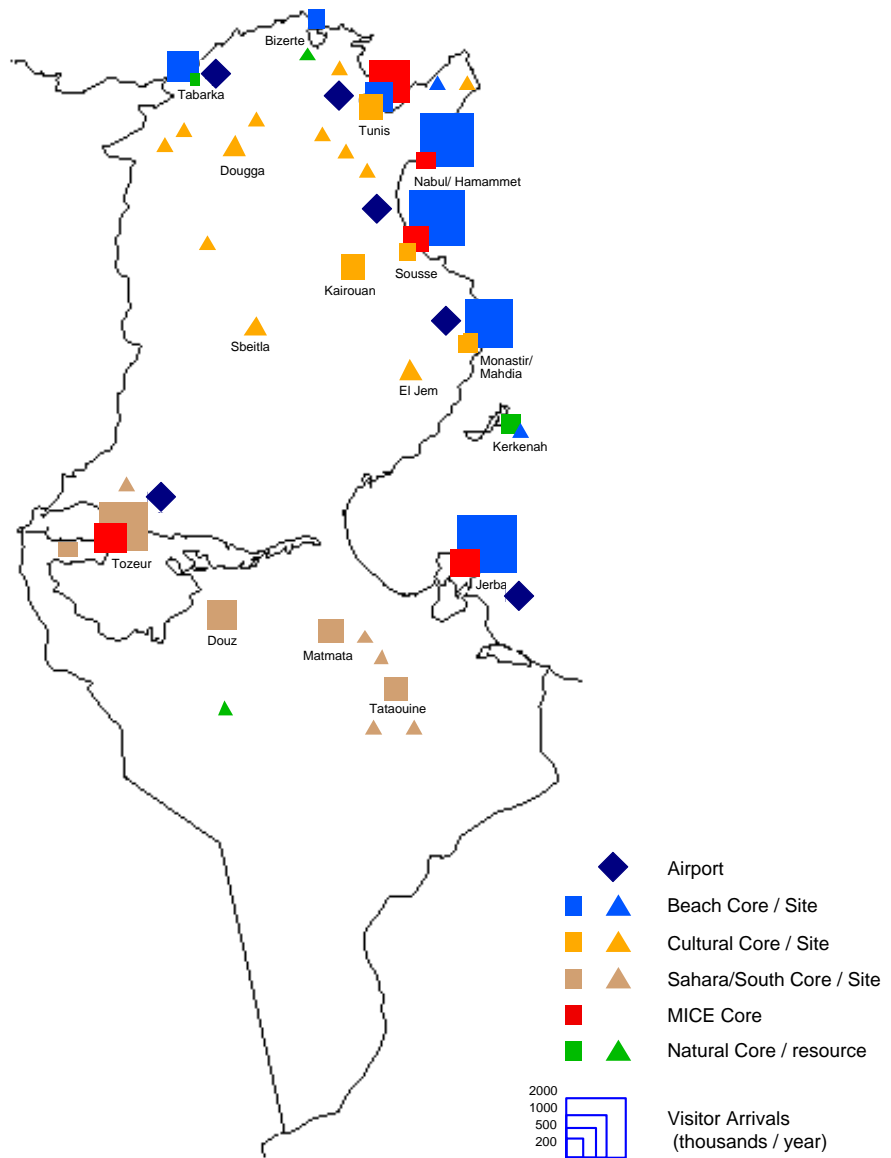 Bizerte
Tabarka
Tunis
Dougga
Nabul/ Hamammet
Sousse
Kairouan
Sbeitla
Monastir/
Mahdia
El Jem
Kerkenah
Tozeur
Jerba
Douz
Matmata
Tataouine
Airport
Beach Core / Site
Cultural Core / Site
Sahara/South Core / Site
MICE Core
Natural Core / resource
2000
1000
500
200
Visitor Arrivals
(thousands / year)